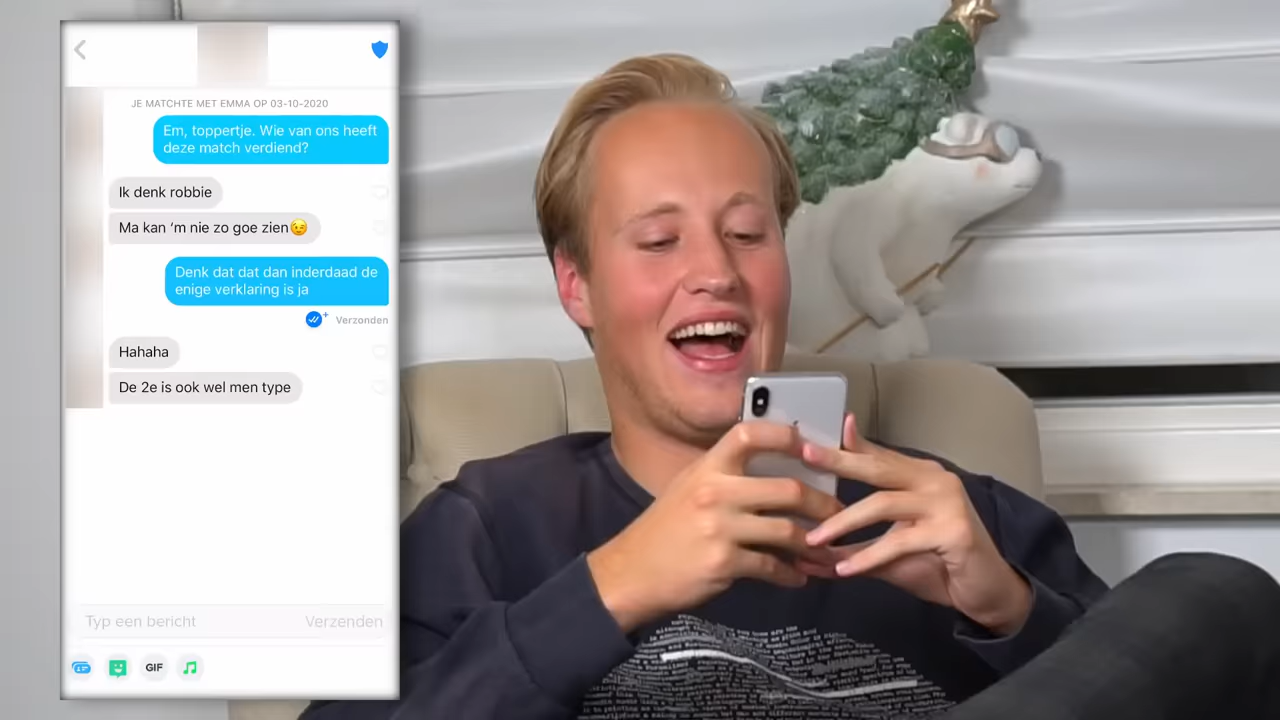 JE MATCHTE MET EMMA OP 03-10-2020
Em, toppertje. Wie van ons heeft
deze match verdiend?
Ik denk robbie
Ma kan ‘m nie zo goe zien😉
Denk dat dat dan inderdaad de
enige verklaring is ja
Verzonden
Hahaha
De 2e is ook wel men type
Typ een bericht
Verzenden
GIF